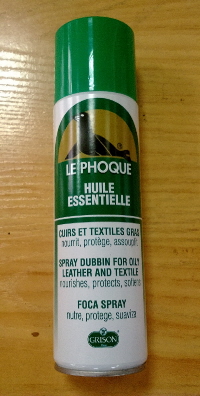 LE PHOQUE
HUILE
ESSENTIELLE
CUIRS ET TEXTILES GRAS
nourrit, protège, assouplit
SPRAY DUBBIN FOR OILY
LEATHER AND TEXTILE
nourishes, protects, softens
FOCA SPRAY
nutre, protege, suaviza
GRISON